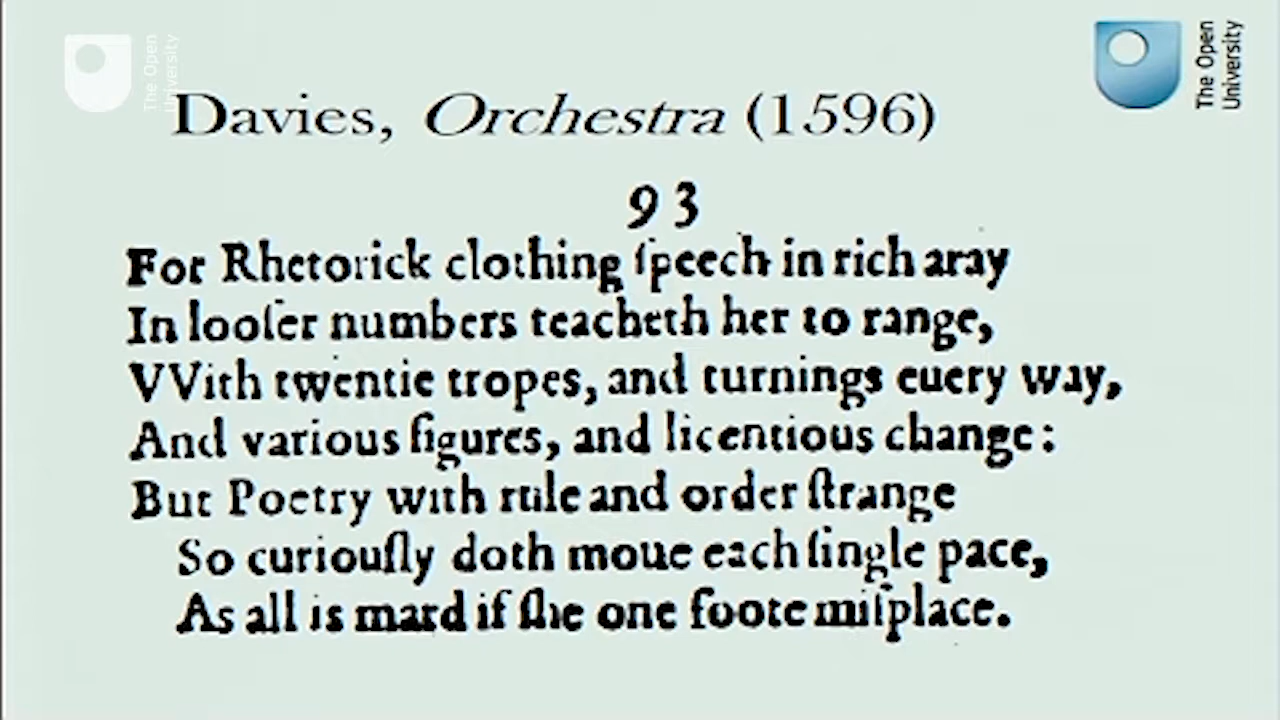 The Open
University
The Open
University
Davies, Orchestra (1596)
93
For Rhetorick clothing ſpeech in rich aray
In looſer numbers teacheth her to range,
VVith twentie tropes, and turnings euery way,
And various figures, and licentious change:
But Poetry with rule and order ſtrange
So curiouſly doth moue each ſingle pace,
As all is mard if ſhe one foote miſplace.